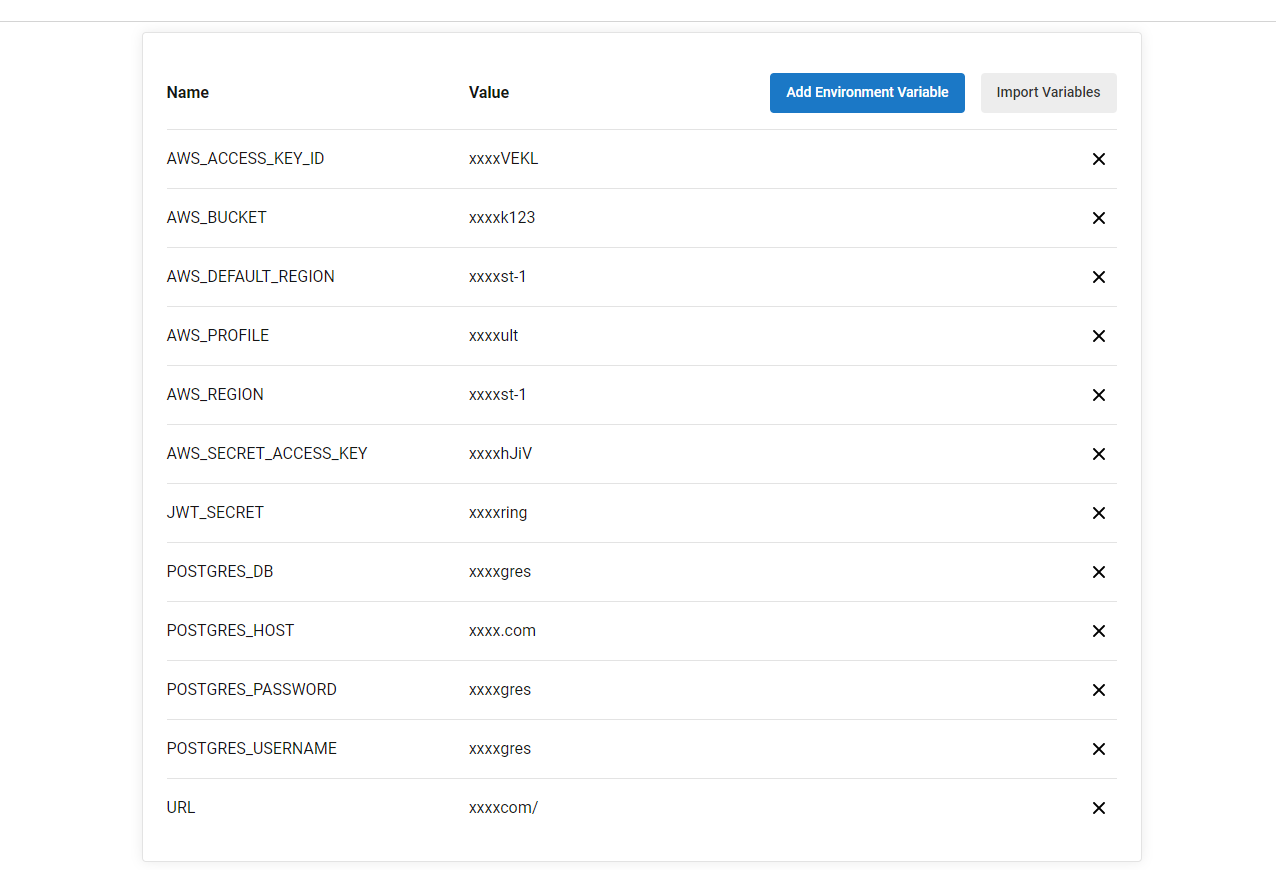 Name Value Add Environment Variable Import Variables
AWS_ACCESS_KEY_ID xxxxVEKL
AWS_BUCKET xxxxk123
AWS_DEFAULT_REGION xxxxst-1
AWS_PROFILE xxxxult
AWS_REGION xxxxst-1
AWS_SECRET_ACCESS_KEY xxxxhJiV
JWT_SECRET xxxxring
POSTGRES_DB xxxxgres
POSTGRES_HOST xxxx.com
POSTGRES_PASSWORD xxxxgres
POSTGRES_USERNAME xxxxgres
URL xxxxcom/